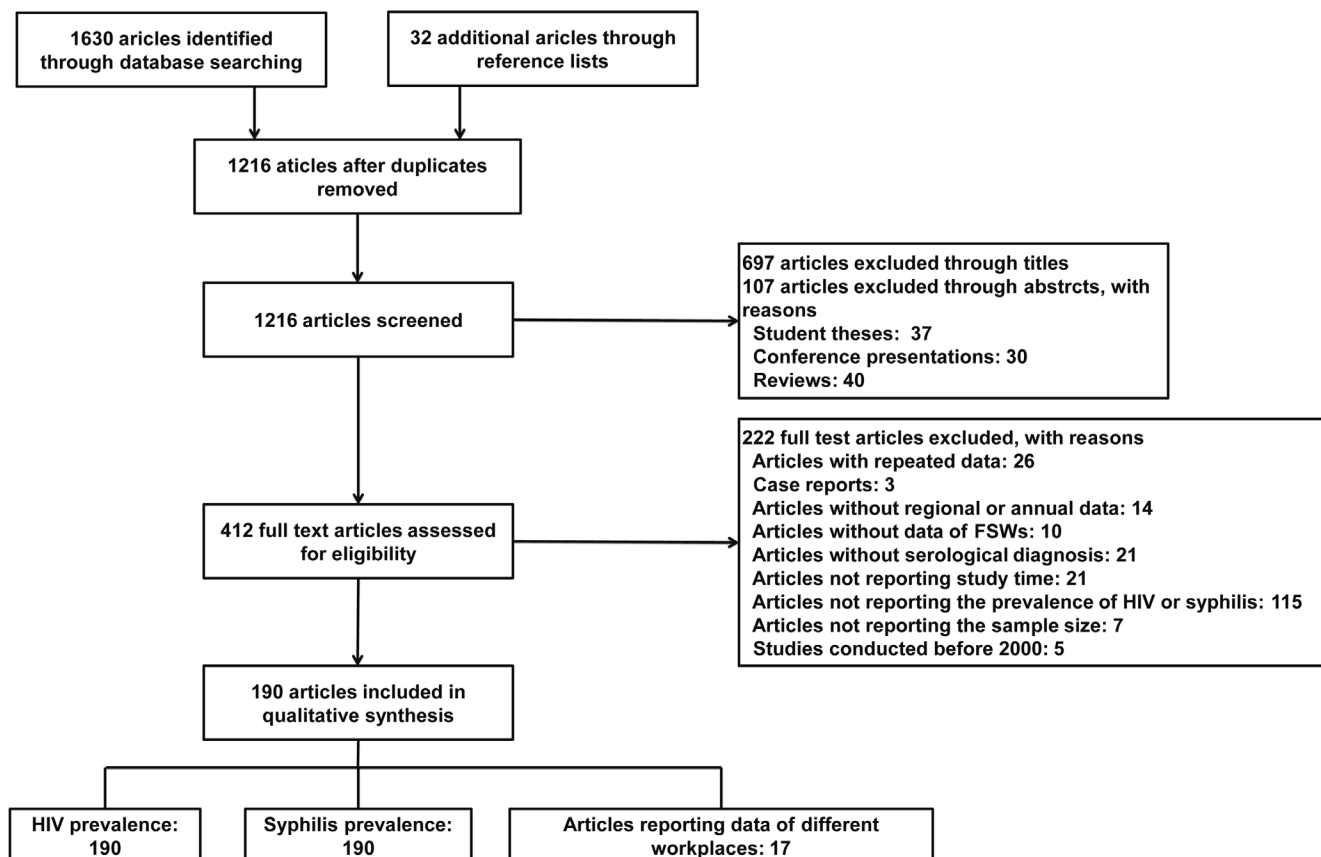 1630 aricles identified
through database searching
32 additional aricles through
reference lists
1216 aticles after duplicates
removed
1216 articles screened
697 articles excluded through titles
107 articles excluded through abstrcts, with
reasons
Student theses: 37
Conference presentations: 30
Reviews: 40
412 full text articles assessed
for eligibility
222 full test articles excluded, with reasons
Articles with repeated data: 26
Case reports: 3
Articles without regional or annual data: 14
Articles without data of FSWs: 10
Articles without serological diagnosis: 21
Articles not reporting study time: 21
Articles not reporting the prevalence of HIV or syphilis: 115
Articles not reporting the sample size: 7
Studies conducted before 2000: 5
190 articles included in
qualitative synthesis
HIV prevalence:
190
Syphilis prevalence:
190
Articles reporting data of different
workplaces: 17